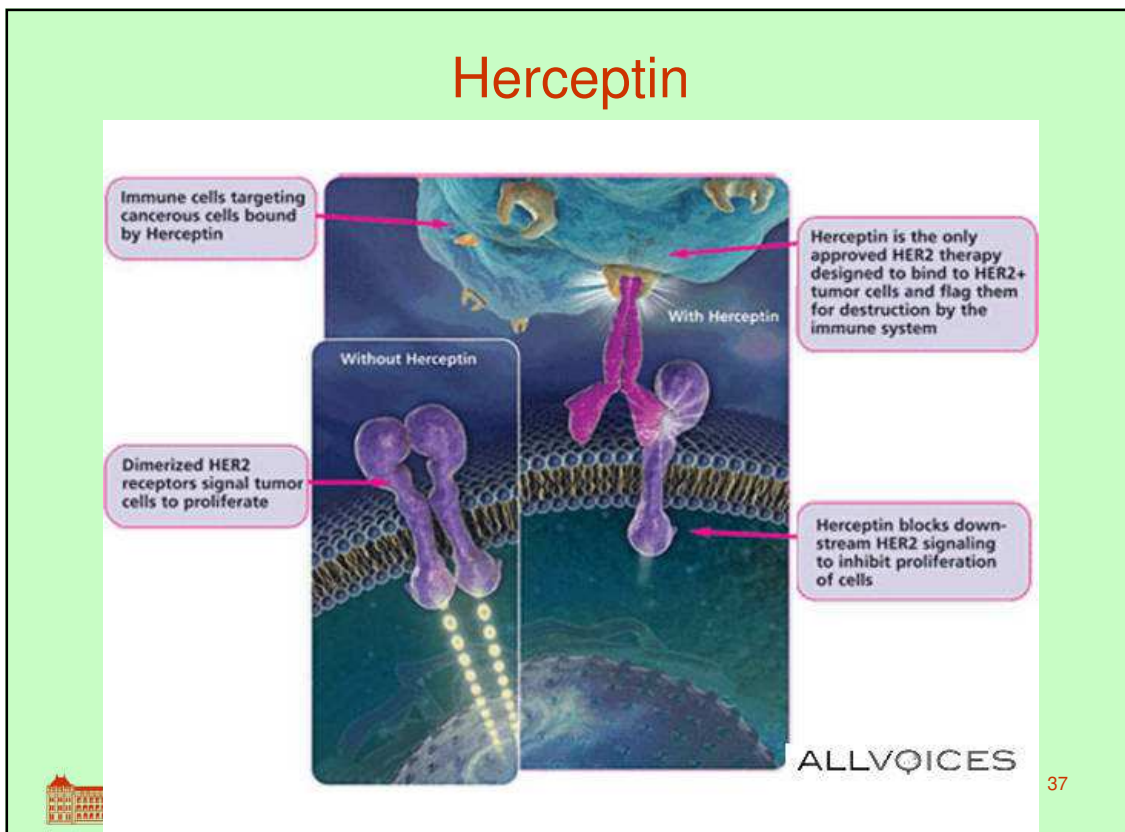 Herceptin
Immune cells targeting
cancerous cells bound
by Herceptin
Herceptin is the only
approved HER2 therapy
designed to bind to HER2+
tumor cells and flag them
for destruction by the
immune system
With Herceptin
Without Herceptin
Dimerized HER2
receptors signal tumor
cells to proliferate
Herceptin blocks down-
stream HER2 signaling
to inhibit proliferation
of cells
ALLVOICES
37